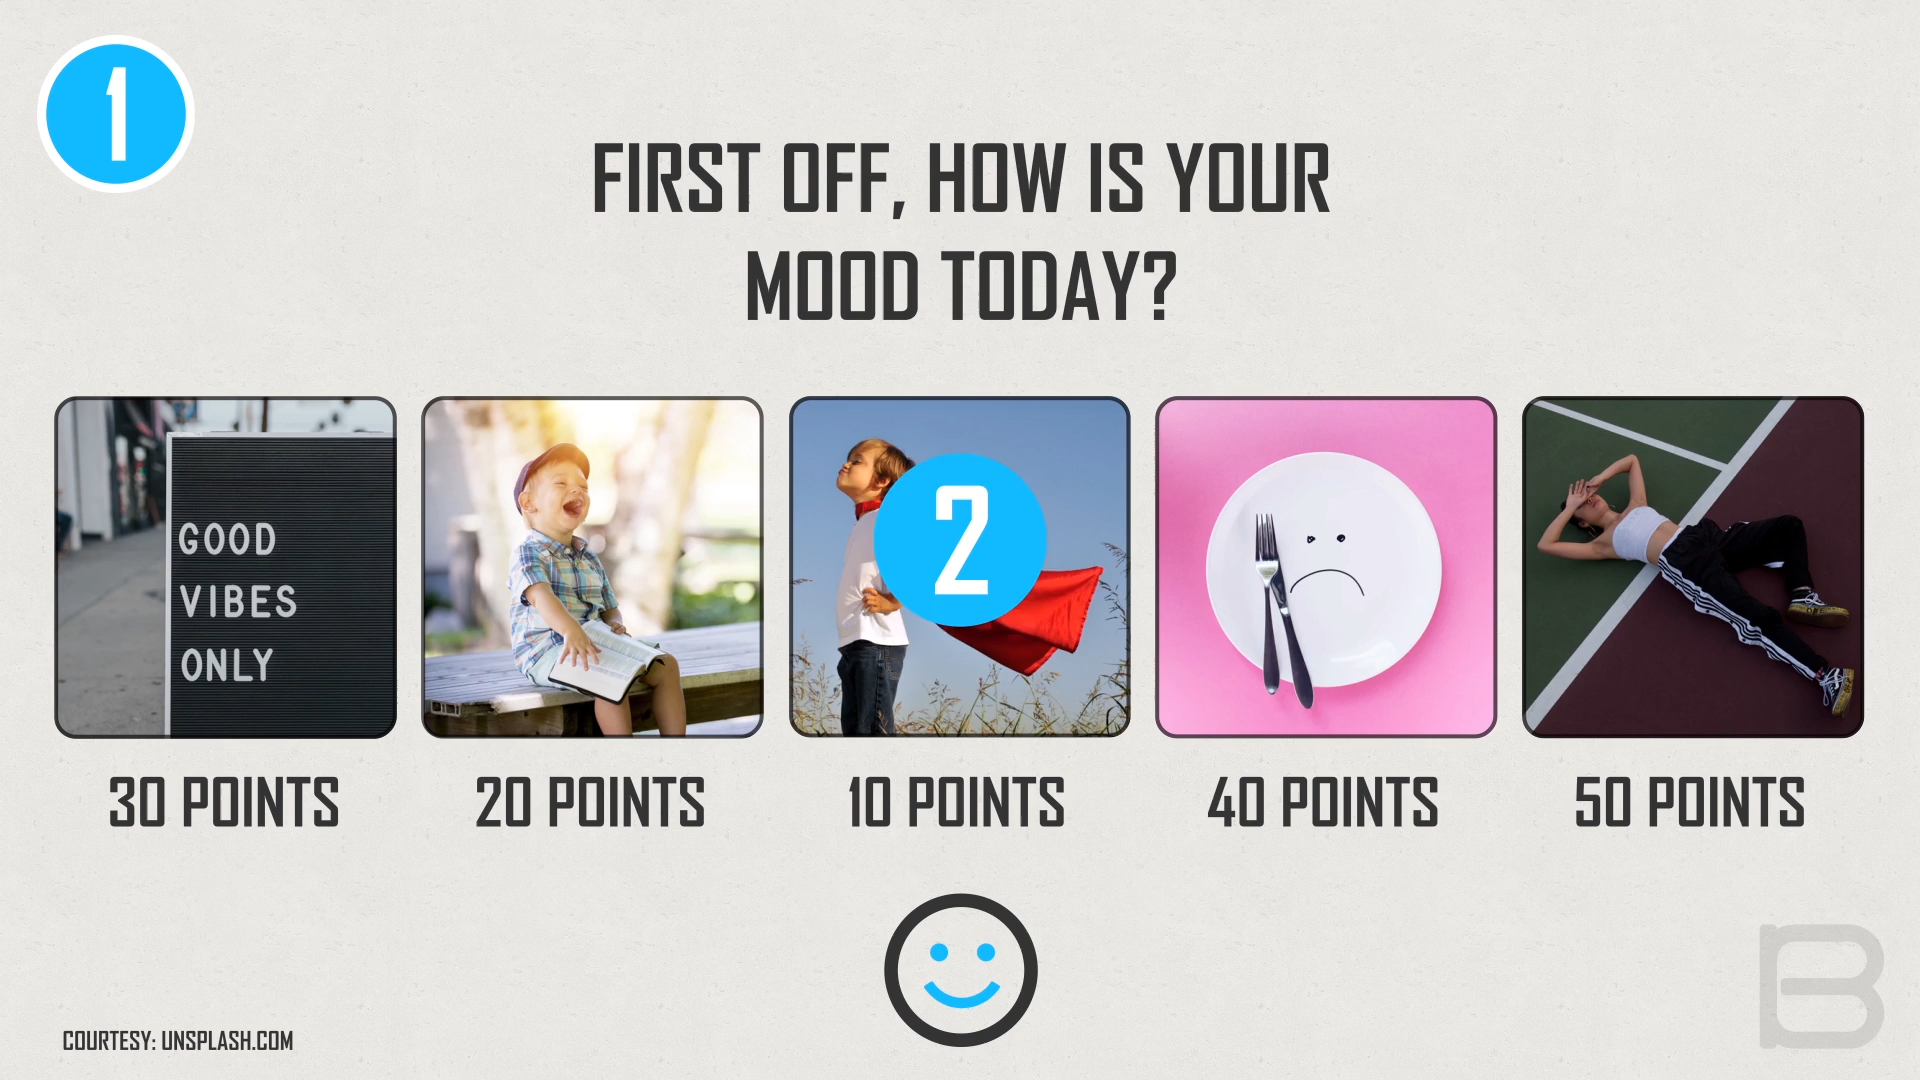 1
FIRST OFF, HOW IS YOUR
MOOD TODAY?
GOOD
VIBES
ONLY
2
30 POINTS
20 POINTS
10 POINTS
40 POINTS
50 POINTS
COURTESY: UNSPLASH.COM
B